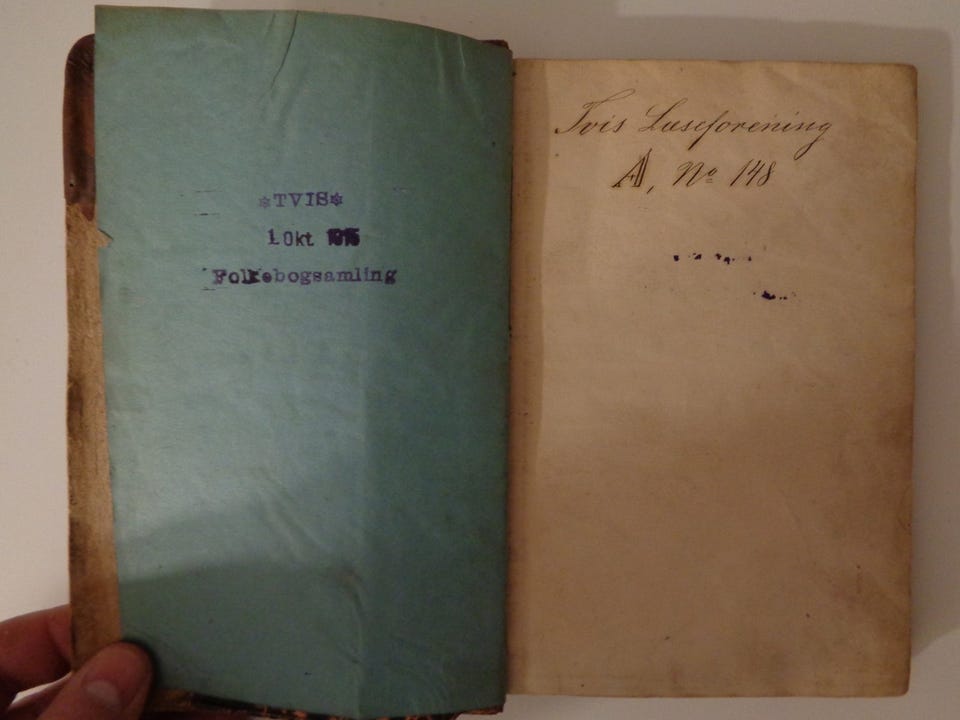 *TVIS*
1 Okt 1915
Folkebogsamling
Tvis Læseforening
A, No 148